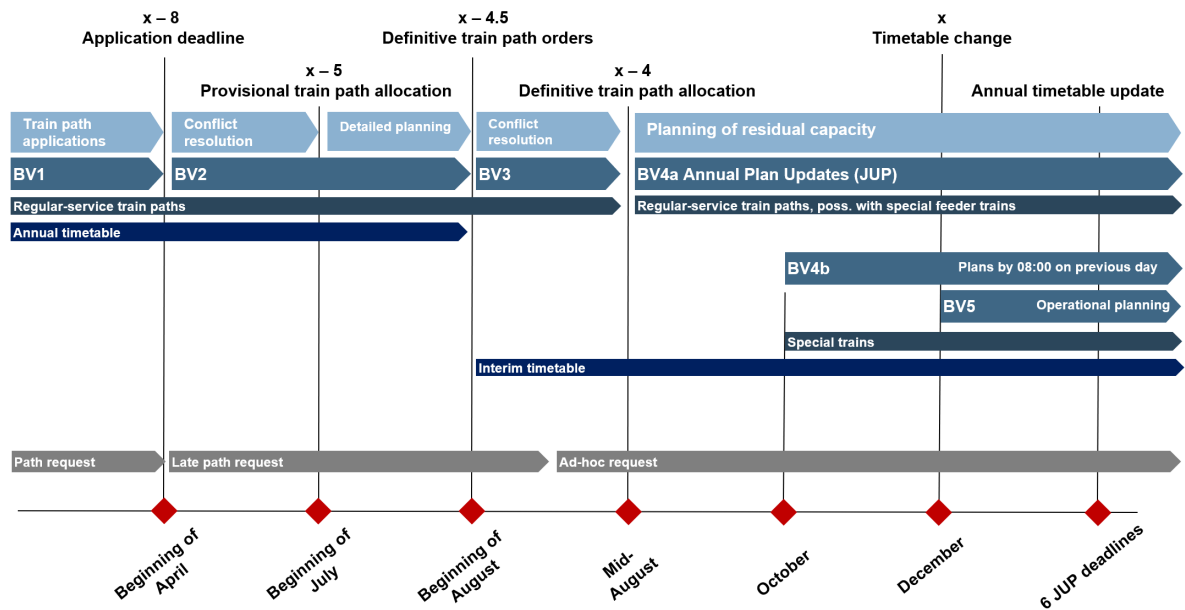 x – 8
Application deadline
x – 4.5
Definitive train path orders
x
Timetable change
x – 5
Provisional train path allocation
x – 4
Definitive train path allocation
Annual timetable update
Train path
applications
Conflict
resolution
Detailed planning
Conflict
resolution
Planning of residual capacity
BV1
BV2
BV3
BV4a Annual Plan Updates (JUP)
Regular-service train paths
Regular-service train paths, poss. with special feeder trains
Annual timetable
BV4b
Plans by 08:00 on previous day
BV5
Operational planning
Special trains
Interim timetable
Path request
Late path request
Ad-hoc request
Beginning of
April
Beginning of
July
Beginning of
August
Mid-
August
October
December
6 JUP deadlines